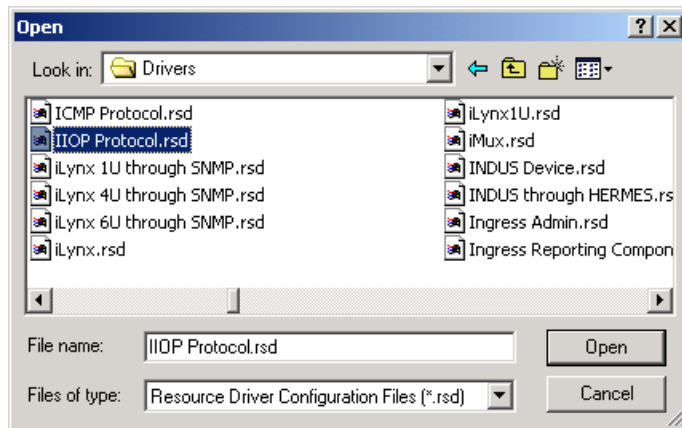 Open
Look in: Drivers
ICMP Protocol.rsd
IIOP Protocol.rsd
iLynx 1U through SNMP.rsd
iLynx 4U through SNMP.rsd
iLynx 6U through SNMP.rsd
iLynx.rsd
iLynx1U.rsd
iMux.rsd
INDUS Device.rsd
INDUS through HERMES.rs
Ingress Admin.rsd
Ingress Reporting Compon
File name: IIOP Protocol.rsd Open
Files of type: Resource Driver Configuration Files (*.rsd) Cancel